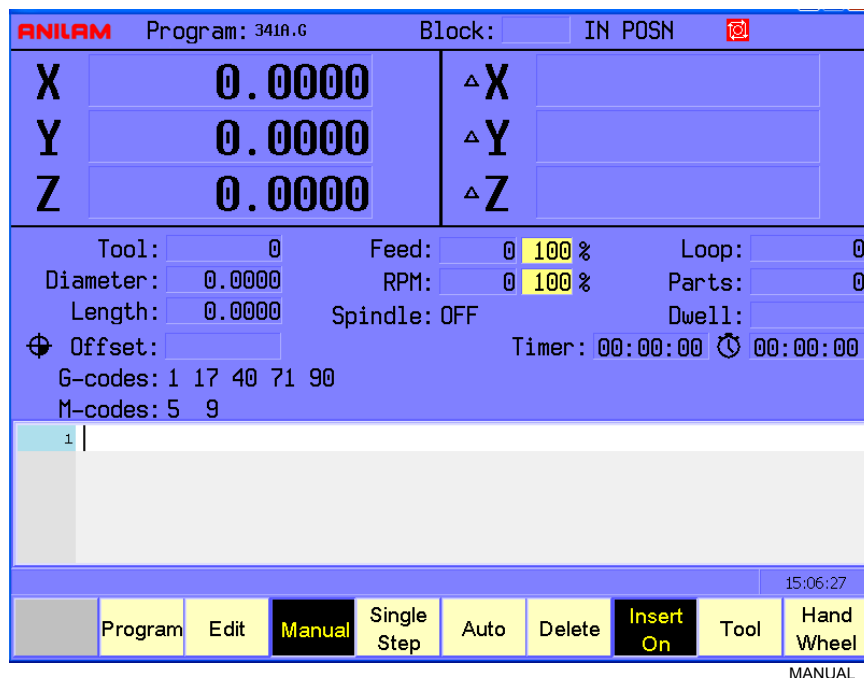 ANILAM Program: 341A.G Block: IN POSN
X 0.0000 △X
Y 0.0000 △Y
Z 0.0000 △Z
Tool: 0 Feed: 0 100 % Loop: 0
Diameter: 0.0000 RPM: 0 100 % Parts: 0
Length: 0.0000 Spindle: OFF Dwell:
Offset: Timer: 00:00:00 00:00:00
G-codes: 1 17 40 71 90
M-codes: 5 9
1
15:06:27
Program Edit Manual Single Step Auto Delete Insert On Tool Hand Wheel
MANUAL